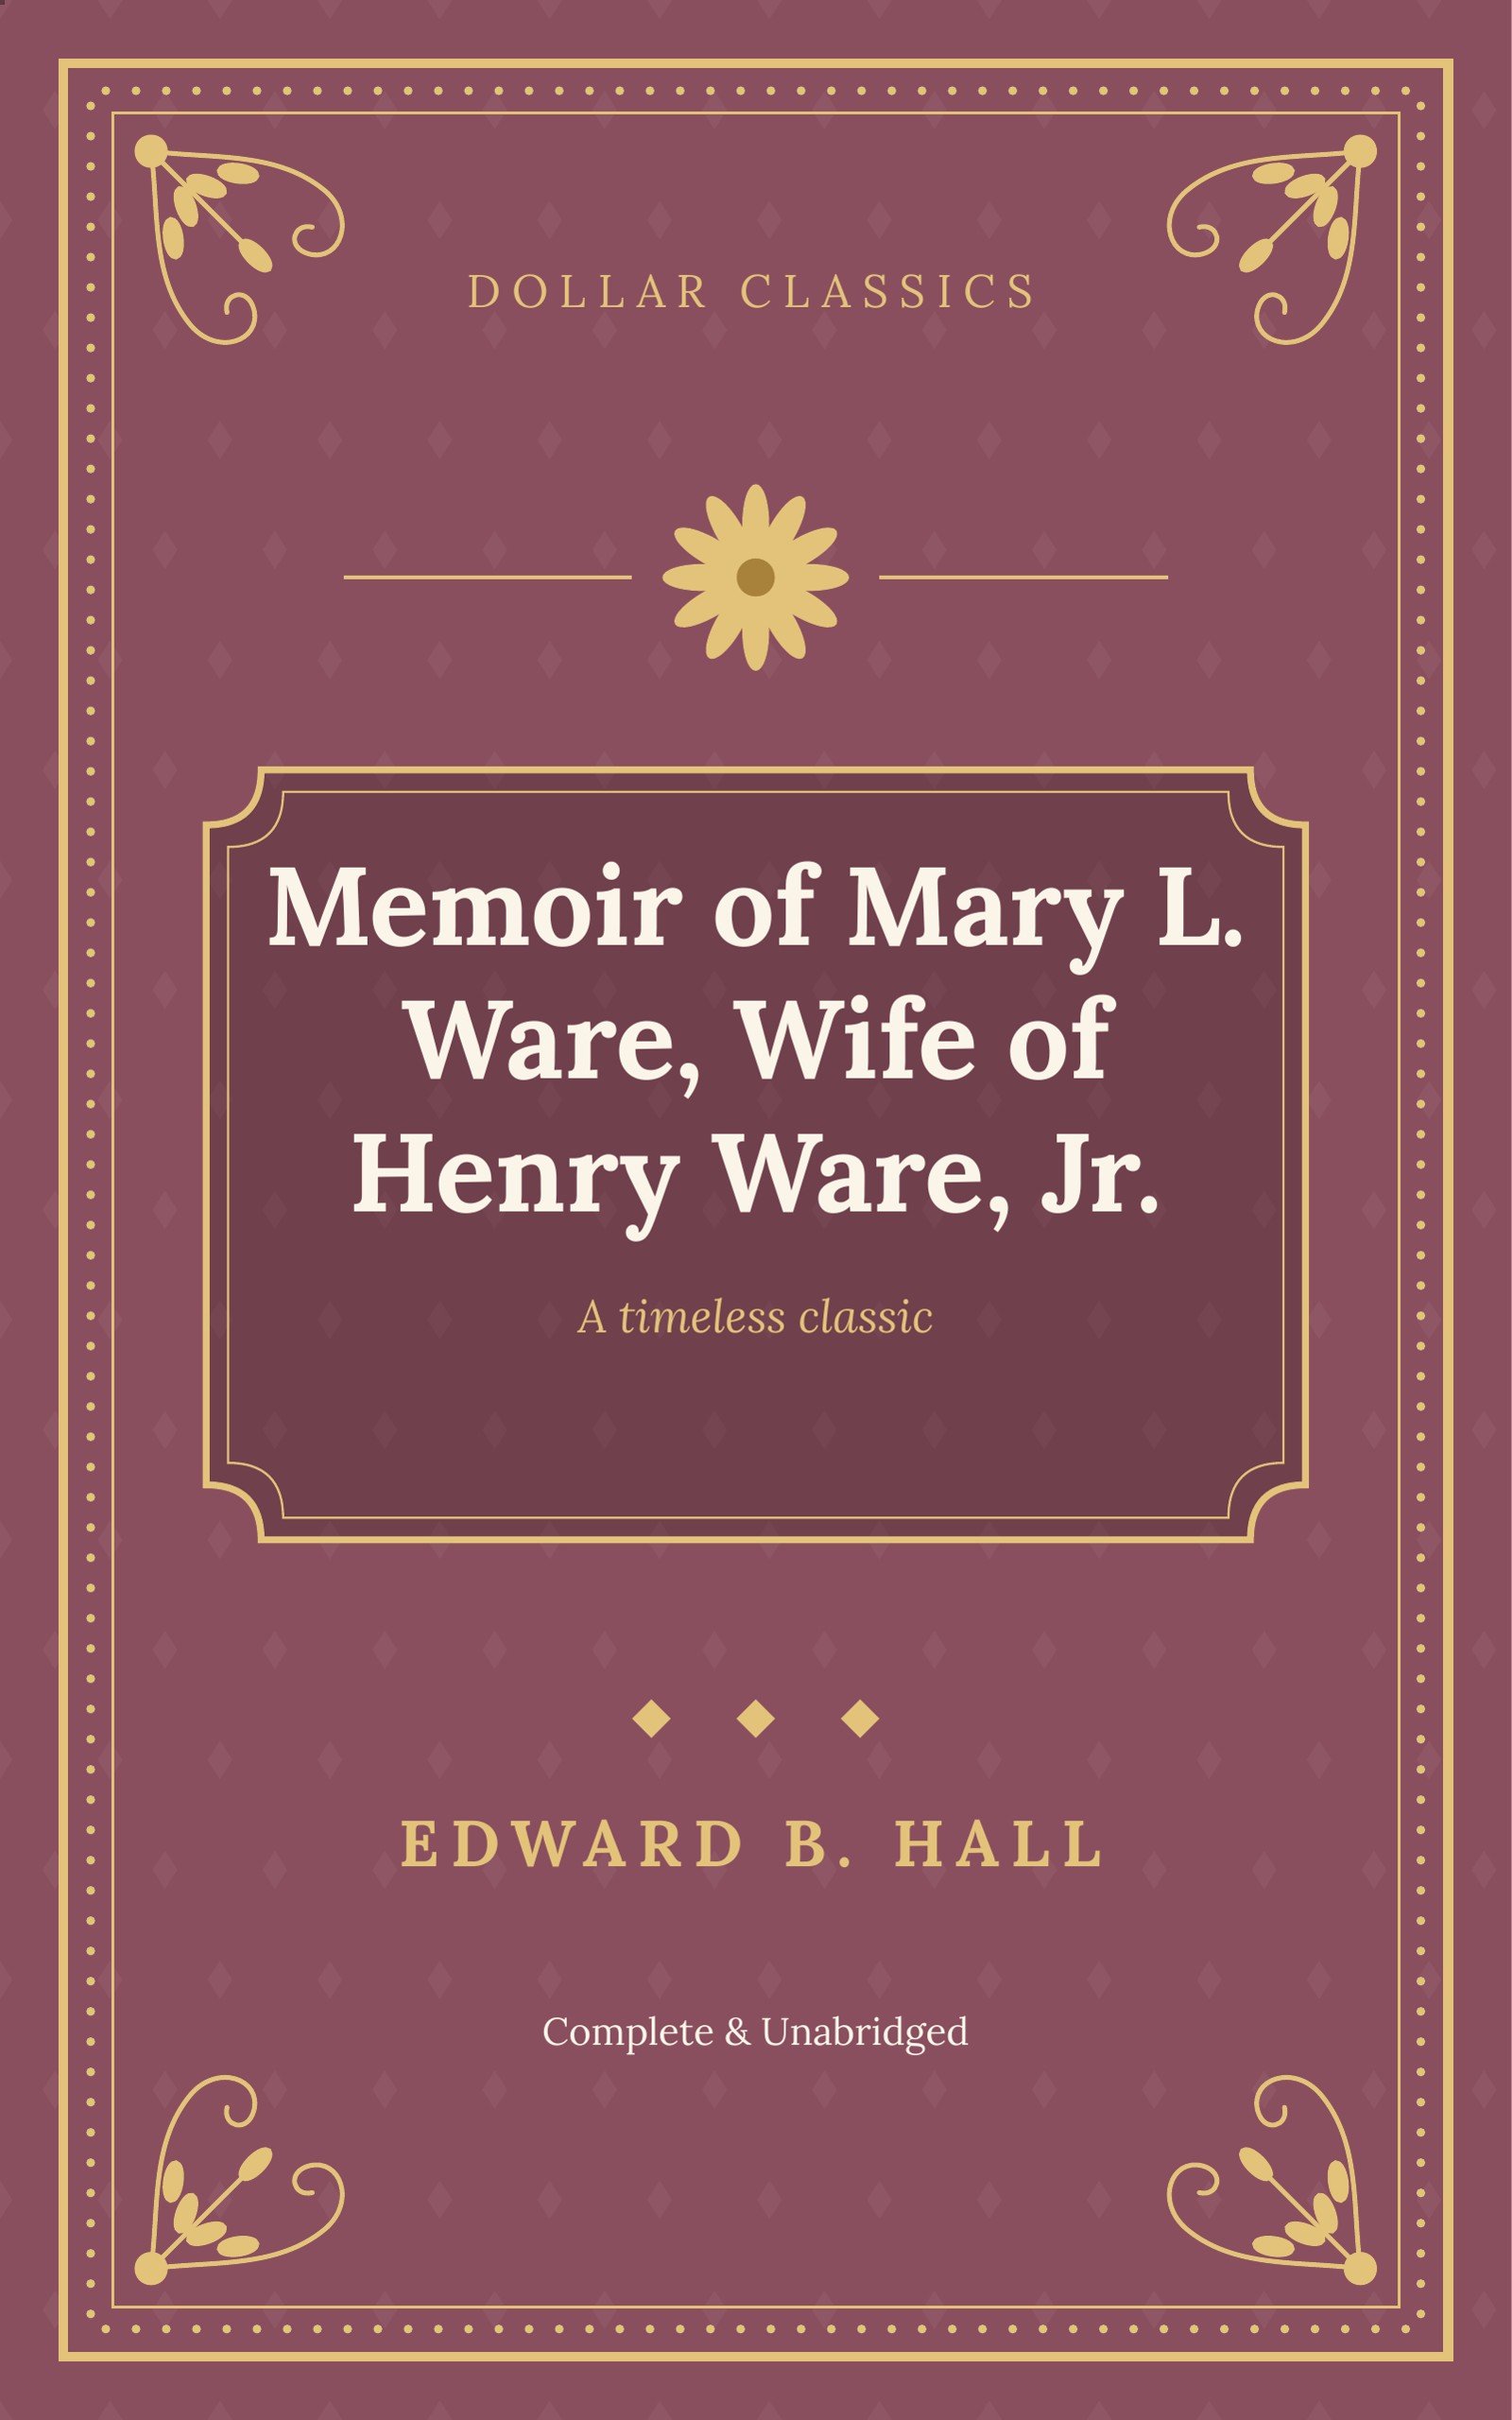 DOLLAR CLASSICS
Memoir of Mary L.
Ware, Wife of
Henry Ware, Jr.
A timeless classic
EDWARD B. HALL
Complete & Unabridged